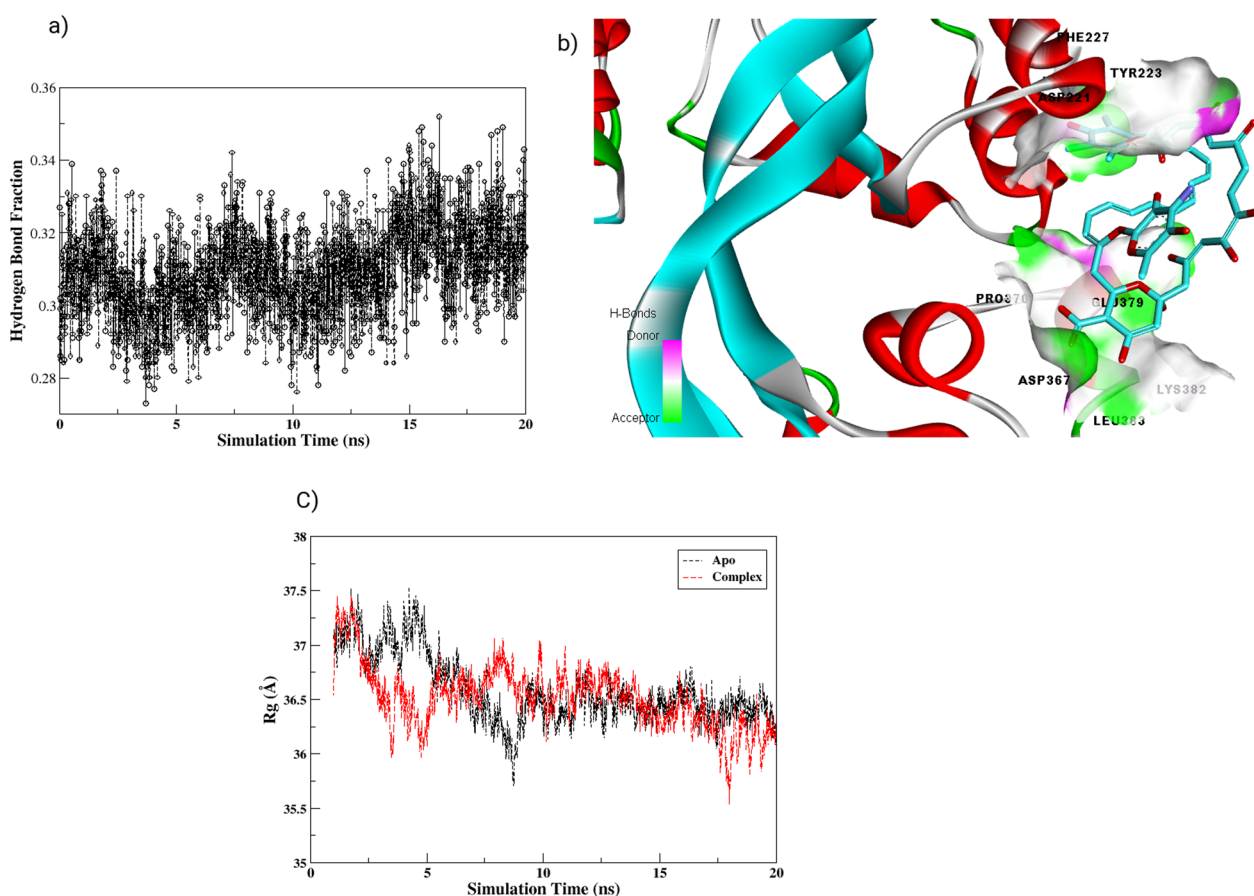 a)
Hydrogen Bond Fraction
0.36
0.34
0.32
0.3
0.28
0
5
10
15
20
Simulation Time (ns)
b)
PHE227
TYR223
ASP221
PRO370
GLU379
H-Bonds
Donor
ASP367
LYS382
Acceptor
LEU383
C)
Rg (Å)
38
37.5
37
36.5
36
35.5
35
Apo
Complex
0
5
10
15
20
Simulation Time (ns)